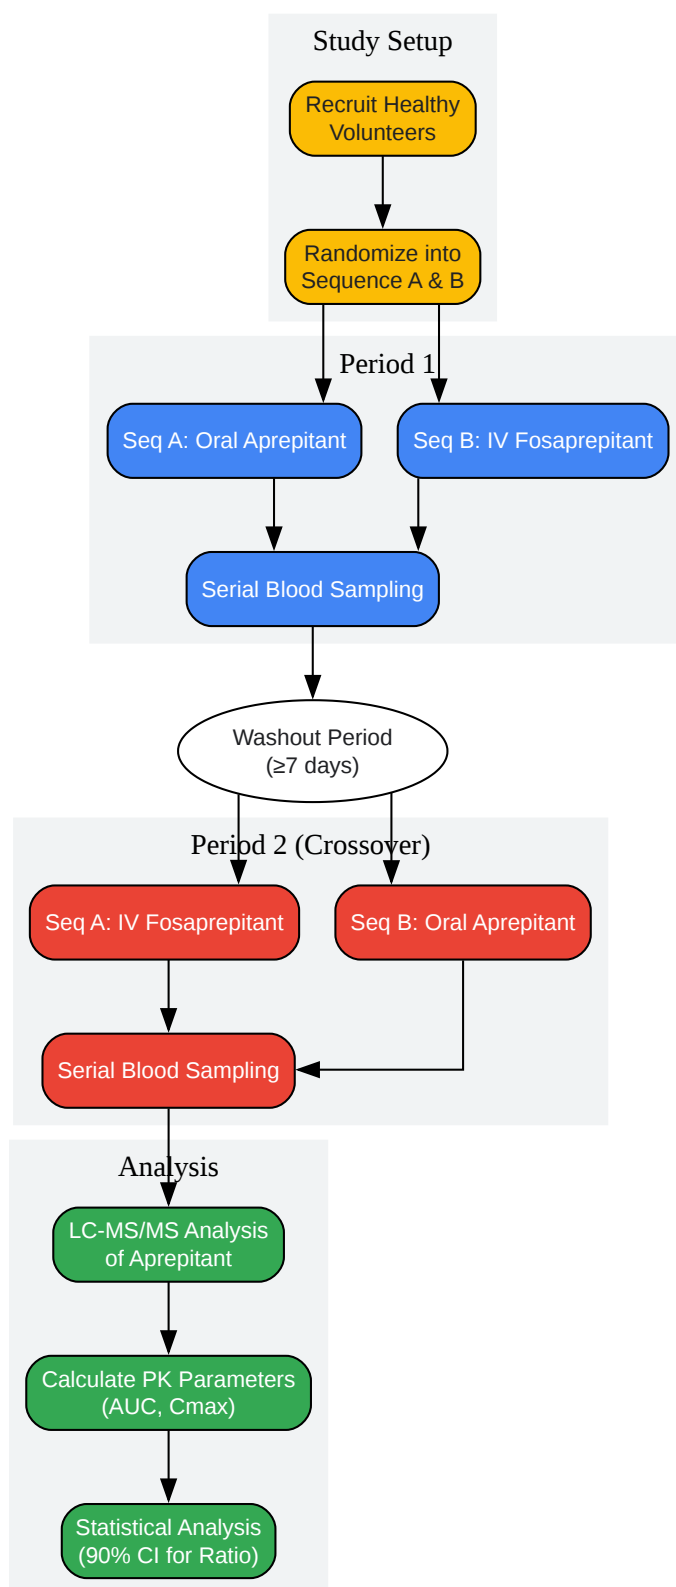 Study Setup
Recruit Healthy
Volunteers
Randomize into
Sequence A & B
Period 1
Seq A: Oral Aprepitant
Seq B: IV Fosaprepitant
Serial Blood Sampling
Washout Period
(≥7 days)
Period 2 (Crossover)
Seq A: IV Fosaprepitant
Seq B: Oral Aprepitant
Serial Blood Sampling
Analysis
LC-MS/MS Analysis
of Aprepitant
Calculate PK Parameters
(AUC, Cmax)
Statistical Analysis
(90% CI for Ratio)